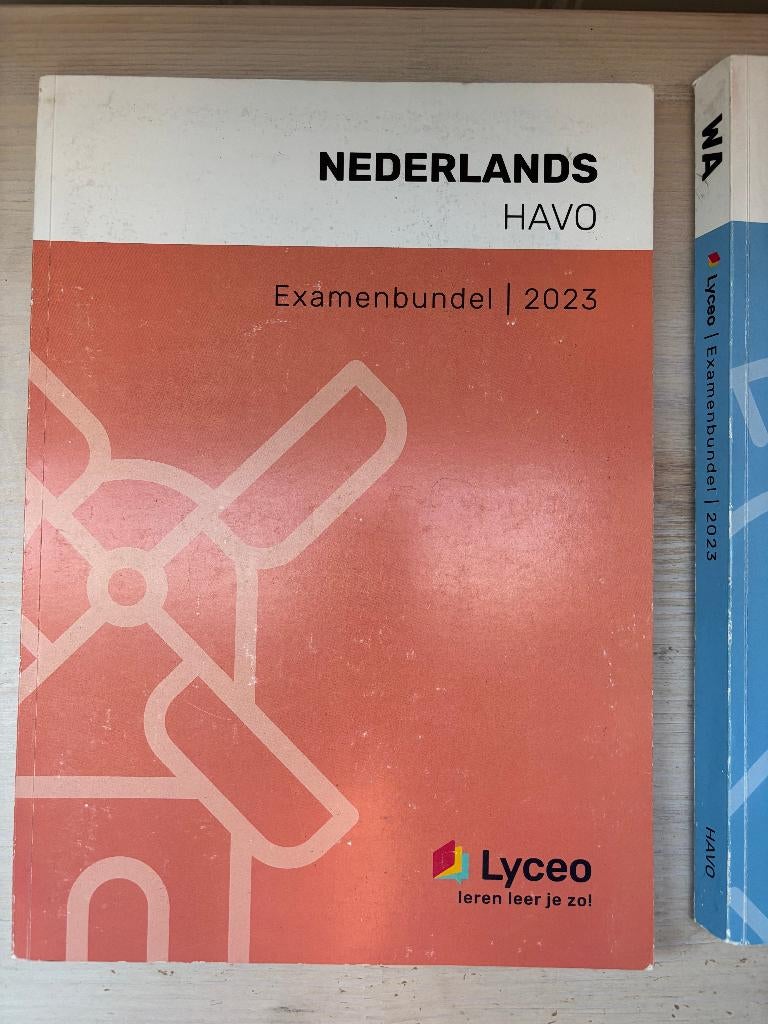 NEDERLANDS
HAVO
Examenbundel | 2023
Lyceo
leren leer je zo!
WA
Lyceo | Examenbundel | 2023
HAVO